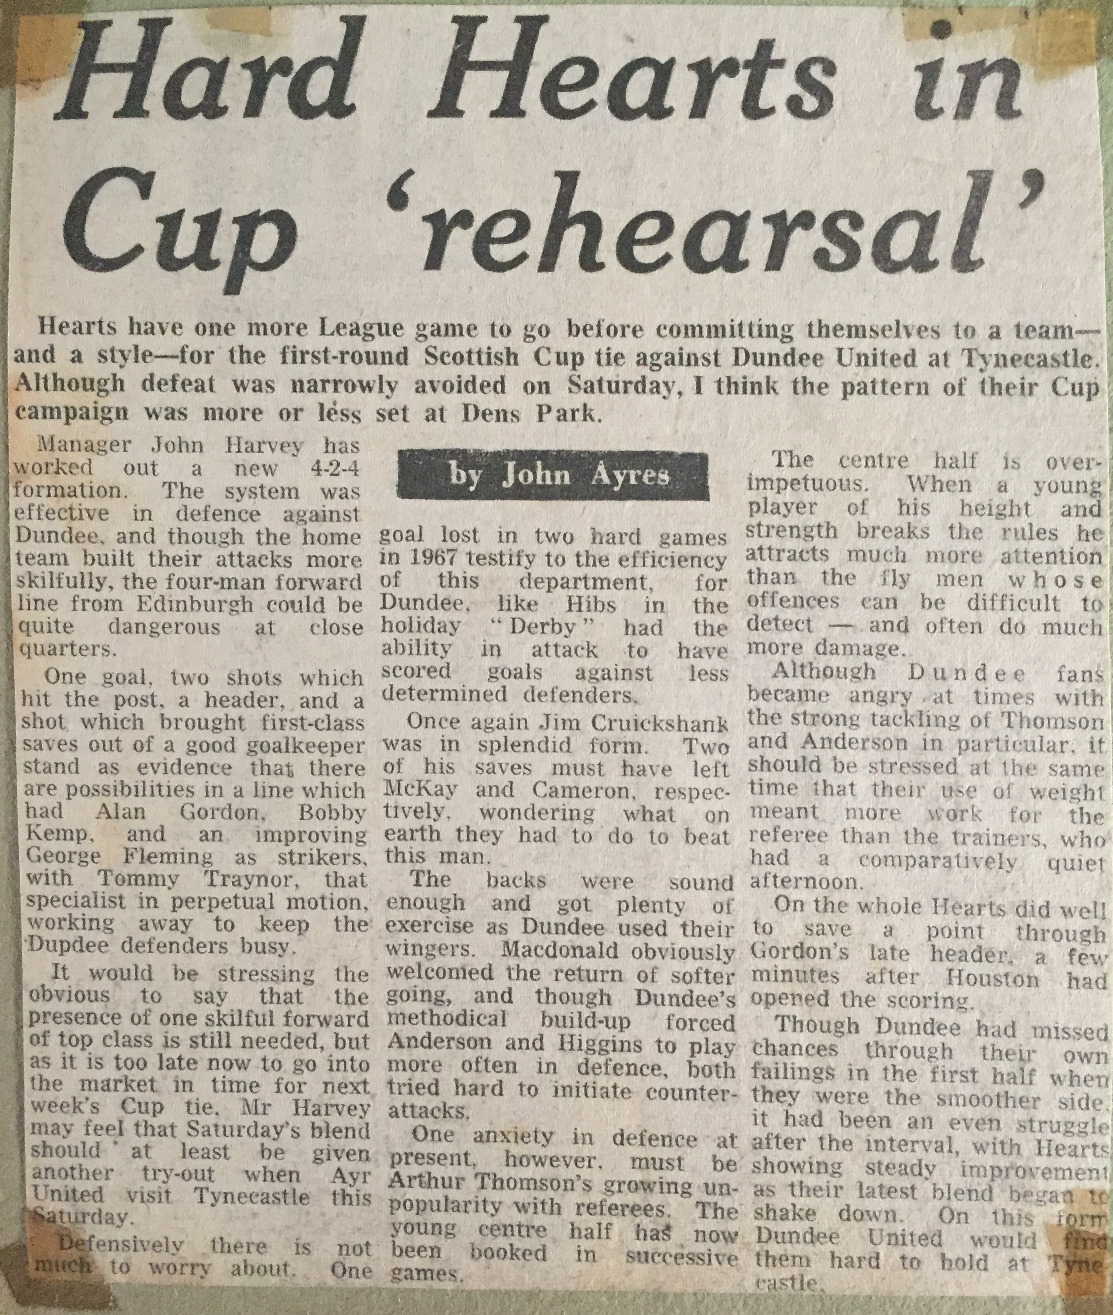 Hard Hearts in
Cup ‘rehearsal’
Hearts have one more League game to go before committing themselves to a team—
and a style—for the first-round Scottish Cup tie against Dundee United at Tynecastle.
Although defeat was narrowly avoided on Saturday, I think the pattern of their Cup
campaign was more or less set at Dens Park.
Manager John Harvey has
worked out a new 4-2-4
formation. The system was
effective in defence against
Dundee, and though the home
team built their attacks more
skilfully, the four-man forward
line from Edinburgh could be
quite dangerous at close
quarters.
One goal, two shots which
hit the post, a header, and a
shot which brought first-class
saves out of a good goalkeeper
stand as evidence that there
are possibilities in a line which
had Alan Gordon, Bobby
Kemp, and an improving
George Fleming as strikers,
with Tommy Traynor, that
specialist in perpetual motion,
working away to keep the
Dupdee defenders busy.
It would be stressing the
obvious to say that the
presence of one skilful forward
of top class is still needed, but
as it is too late now to go into
the market in time for next
week's Cup tie, Mr Harvey
may feel that Saturday's blend
should at least be given
another try-out when Ayr
United visit Tynecastle this
Saturday.
Defensively there is not
much to worry about. One
by John Ayres
goal lost in two hard games
in 1967 testify to the efficiency
of this department, for
Dundee, like Hibs in the
holiday “Derby” had the
ability in attack to have
scored goals against less
determined defenders.
Once again Jim Cruickshank
was in splendid form. Two
of his saves must have left
McKay and Cameron, respec-
tively, wondering what on
earth they had to do to beat
this man.
The backs were sound
enough and got plenty of
exercise as Dundee used their
wingers. Macdonald obviously
welcomed the return of softer
going, and though Dundee's
methodical build-up forced
Anderson and Higgins to play
more often in defence, both
tried hard to initiate counter-
attacks.
One anxiety in defence at
present, however, must be
Arthur Thomson's growing un-
popularity with referees. The
young centre half has now
been booked in successive
games.
The centre half is over-
impetuous. When a young
player of his height and
strength breaks the rules he
attracts much more attention
than the fly men whose
offences can be difficult to
detect — and often do much
more damage.
Although Dundee fans
became angry at times with
the strong tackling of Thomson
and Anderson in particular, it
should be stressed at the same
time that their use of weight
meant more work for the
referee than the trainers, who
had a comparatively quiet
afternoon.
On the whole Hearts did well
to save a point through
Gordon's late header, a few
minutes after Houston had
opened the scoring.
Though Dundee had missed
chances through their own
failings in the first half when
they were the smoother side,
it had been an even struggle
after the interval, with Hearts
showing steady improvement
as their latest blend began to
shake down. On this form
Dundee United would find
them hard to hold at Tyne
castle.